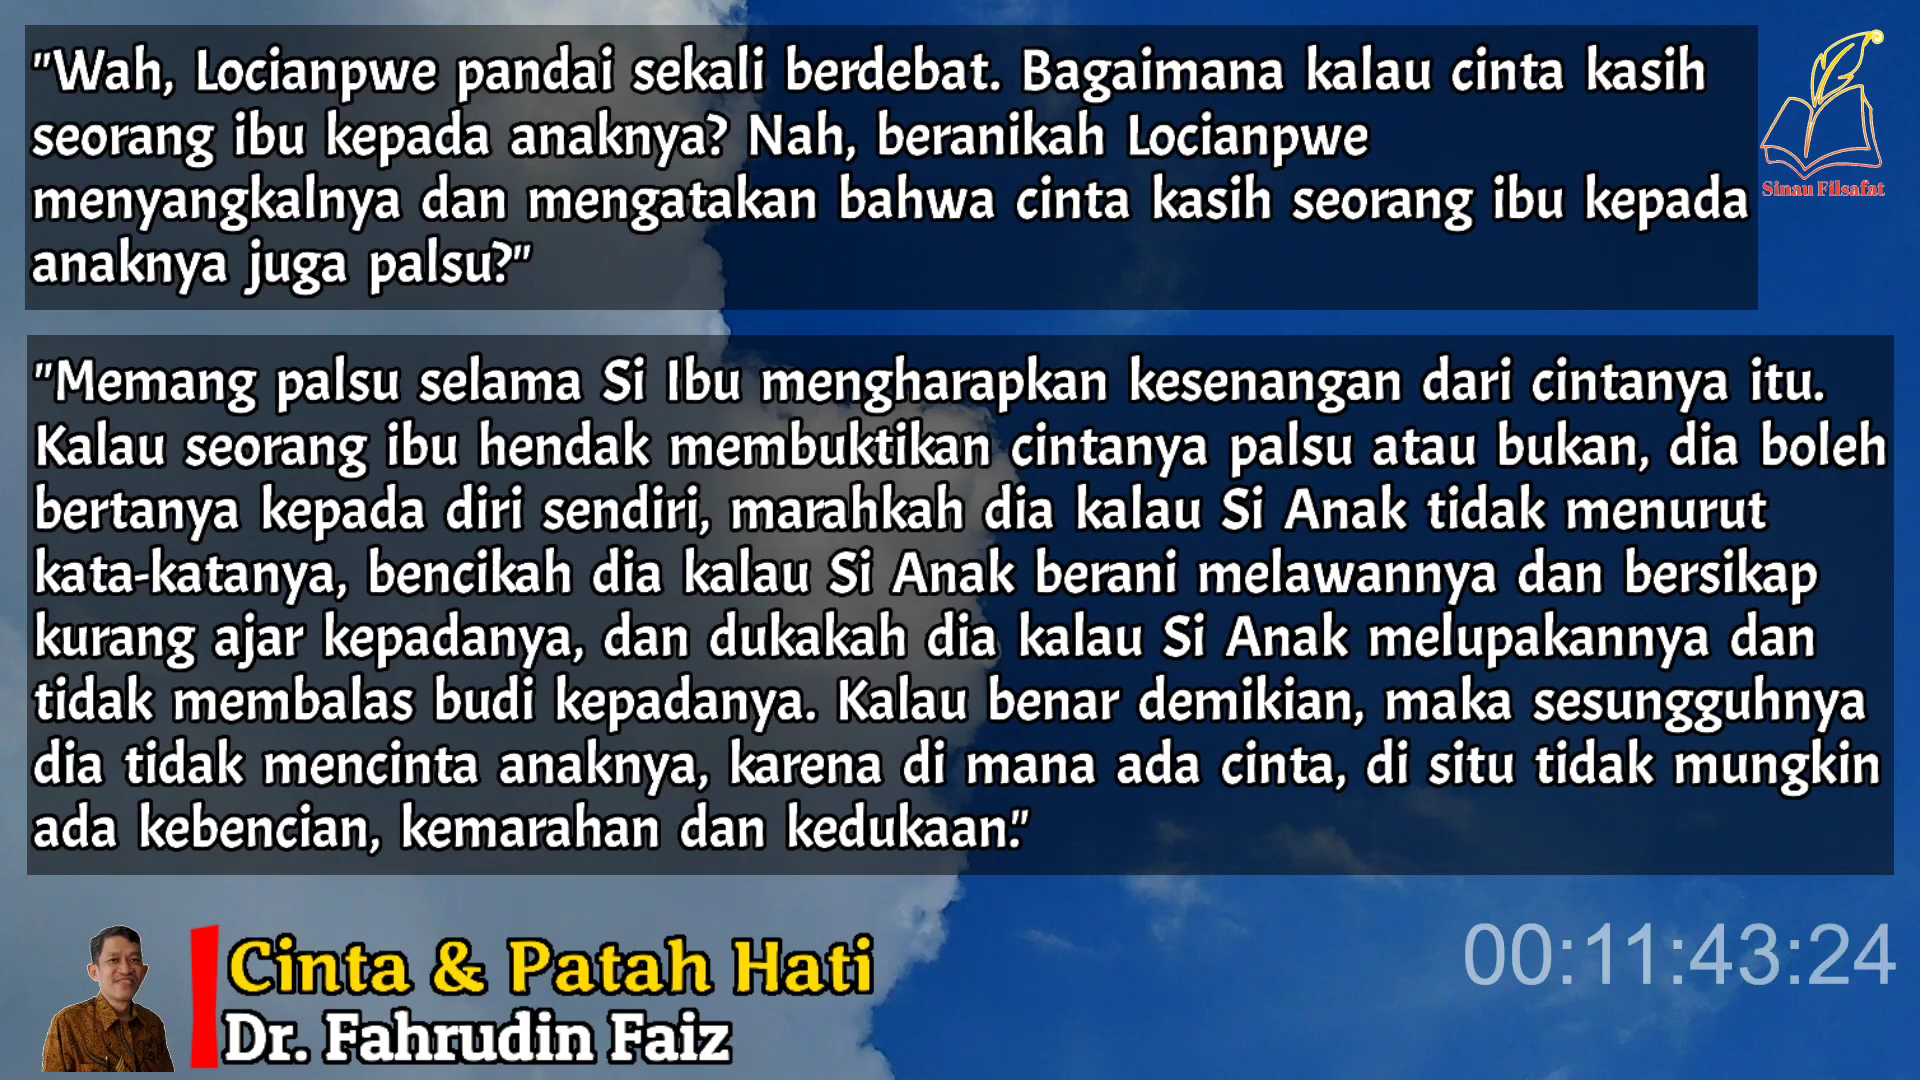 "Wah, Locianpwe pandai sekali berdebat. Bagaimana kalau cinta kasih
seorang ibu kepada anaknya? Nah, beranikah Locianpwe
menyangkalnya dan mengatakan bahwa cinta kasih seorang ibu kepada
anaknya juga palsu?"
Sinau Filsafat
"Memang palsu selama Si Ibu mengharapkan kesenangan dari cintanya itu.
Kalau seorang ibu hendak membuktikan cintanya palsu atau bukan, dia boleh
bertanya kepada diri sendiri, marahkah dia kalau Si Anak tidak menurut
kata-katanya, bencikah dia kalau Si Anak berani melawannya dan bersikap
kurang ajar kepadanya, dan dukakah dia kalau Si Anak melupakannya dan
tidak membalas budi kepadanya. Kalau benar demikian, maka sesungguhnya
dia tidak mencinta anaknya, karena di mana ada cinta, di situ tidak mungkin
ada kebencian, kemarahan dan kedukaan."
Cinta & Patah Hati
Dr. Fahrudin Faiz
00:11:43:24